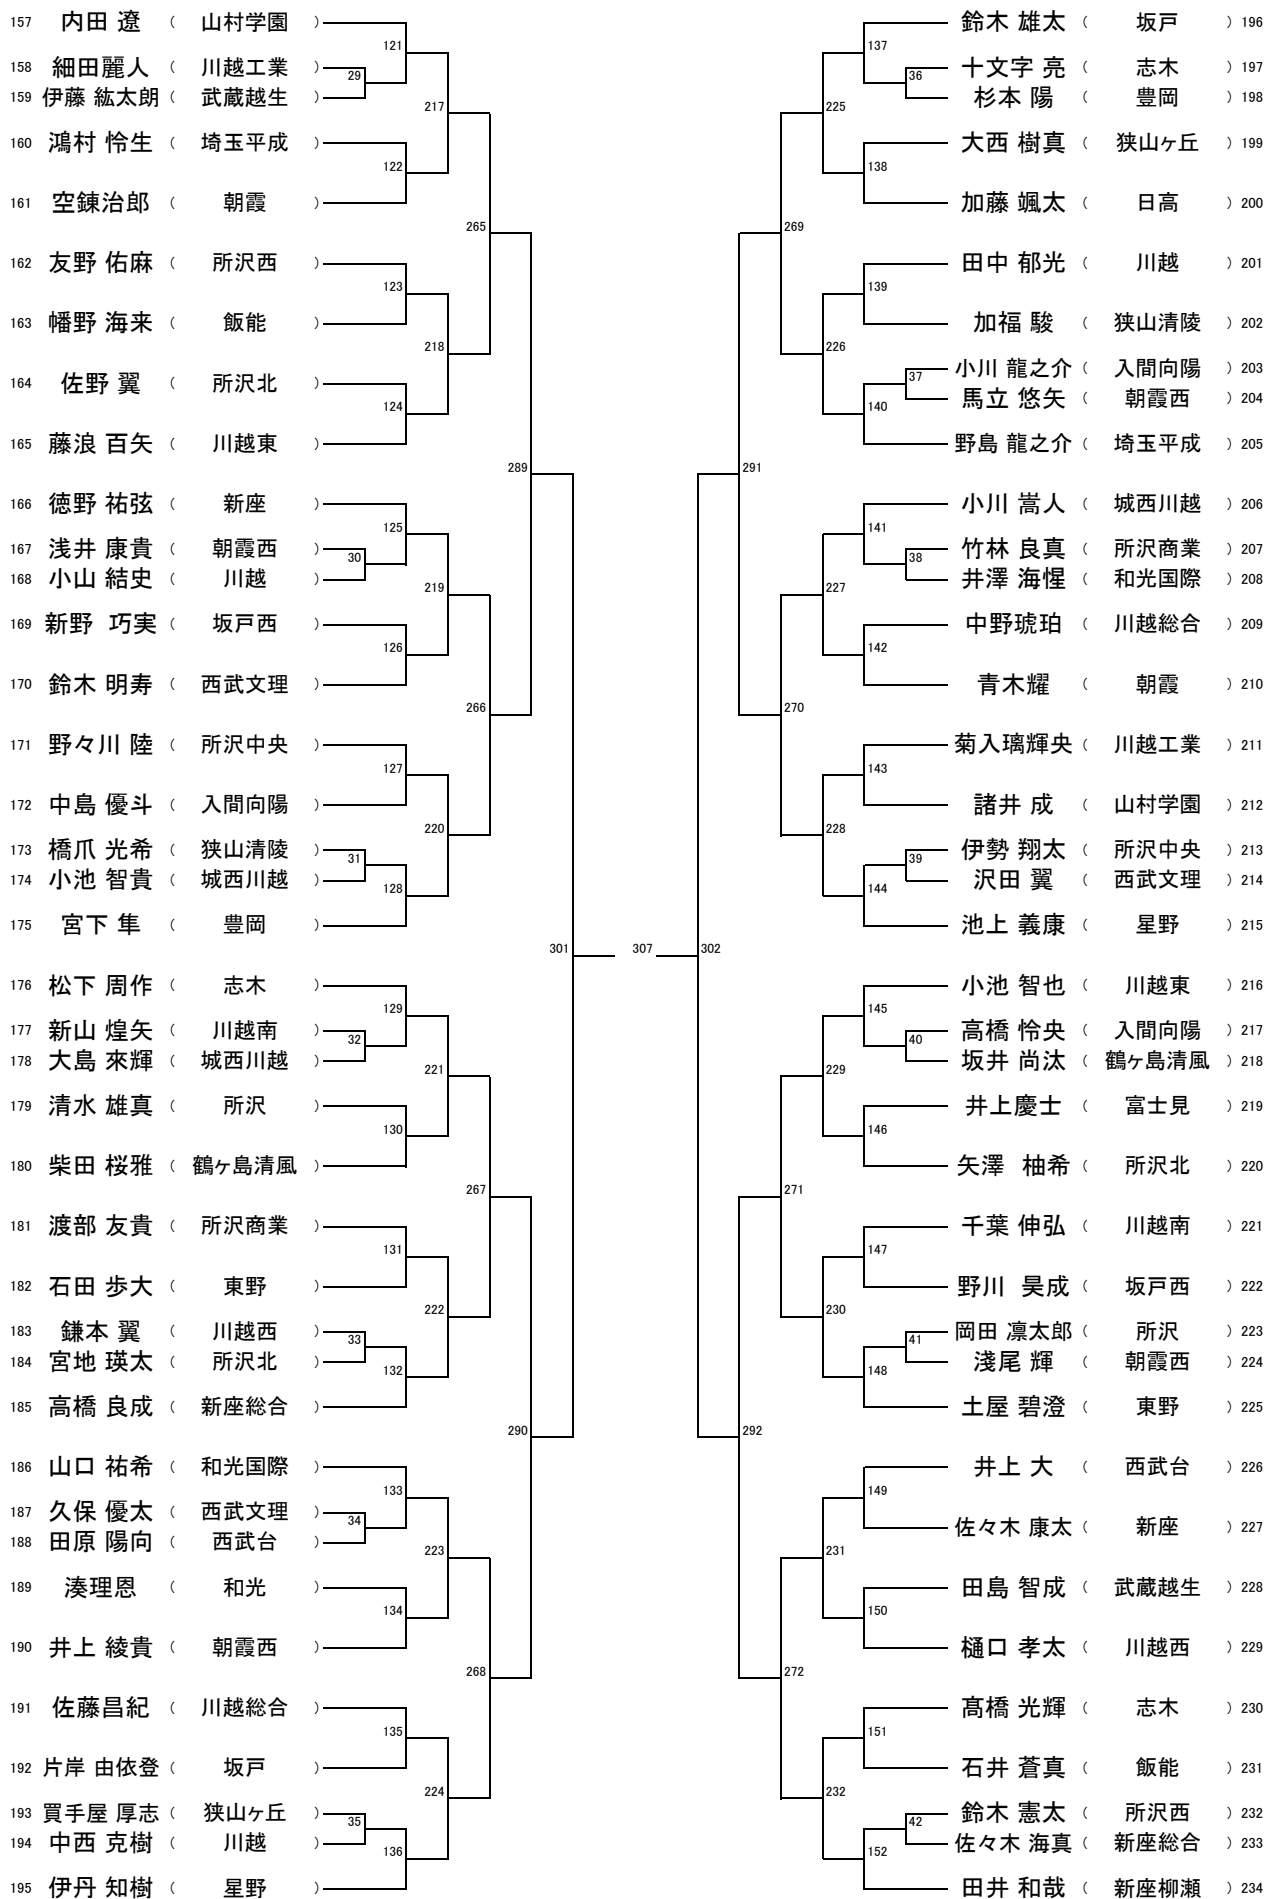 157 内田 遼 ( 山村学園 )
121
158 細田麗人 ( 川越工業 )
29
159 伊藤 紘太朗 ( 武蔵越生 )
217
160 鴻村 怜生 ( 埼玉平成 )
122
161 空錬治郎 ( 朝霞 )
265
162 友野 佑麻 ( 所沢西 )
123
163 幡野 海来 ( 飯能 )
218
164 佐野 翼 ( 所沢北 )
124
165 藤浪 百矢 ( 川越東 )
289
166 徳野 祐弦 ( 新座 )
125
167 浅井 康貴 ( 朝霞西 )
30
168 小山 結史 ( 川越 )
219
169 新野 巧実 ( 坂戸西 )
126
170 鈴木 明寿 ( 西武文理 )
266
171 野々川 陸 ( 所沢中央 )
127
172 中島 優斗 ( 入間向陽 )
220
173 橋爪 光希 ( 狭山清陵 )
31
174 小池 智貴 ( 城西川越 )
128
175 宮下 隼 ( 豊岡 )
301
176 松下 周作 ( 志木 )
129
177 新山 煌矢 ( 川越南 )
32
178 大島 來輝 ( 城西川越 )
221
179 清水 雄真 ( 所沢 )
130
180 柴田 桜雅 ( 鶴ヶ島清風 )
267
181 渡部 友貴 ( 所沢商業 )
131
182 石田 歩大 ( 東野 )
222
183 鎌本 翼 ( 川越西 )
33
184 宮地 瑛太 ( 所沢北 )
132
185 高橋 良成 ( 新座総合 )
290
186 山口 祐希 ( 和光国際 )
133
187 久保 優太 ( 西武文理 )
34
188 田原 陽向 ( 西武台 )
223
189 湊理恩 ( 和光 )
134
190 井上 綾貴 ( 朝霞西 )
268
191 佐藤昌紀 ( 川越総合 )
135
192 片岸 由依登 ( 坂戸 )
224
193 買手屋 厚志 ( 狭山ヶ丘 )
35
194 中西 克樹 ( 川越 )
136
195 伊丹 知樹 ( 星野 )
307
鈴木 雄太 ( 坂戸 ) 196
137
十文字 亮 ( 志木 ) 197
36
杉本 陽 ( 豊岡 ) 198
225
大西 樹真 ( 狭山ヶ丘 ) 199
138
加藤 颯太 ( 日高 ) 200
269
田中 郁光 ( 川越 ) 201
139
加福 駿 ( 狭山清陵 ) 202
226
小川 龍之介 ( 入間向陽 ) 203
37
馬立 悠矢 ( 朝霞西 ) 204
140
野島 龍之介 ( 埼玉平成 ) 205
291
小川 嵩人 ( 城西川越 ) 206
141
竹林 良真 ( 所沢商業 ) 207
38
井澤 海惺 ( 和光国際 ) 208
227
中野琥珀 ( 川越総合 ) 209
142
青木耀 ( 朝霞 ) 210
270
菊入璃輝央 ( 川越工業 ) 211
143
諸井 成 ( 山村学園 ) 212
228
伊勢 翔太 ( 所沢中央 ) 213
39
沢田 翼 ( 西武文理 ) 214
144
池上 義康 ( 星野 ) 215
302
小池 智也 ( 川越東 ) 216
145
高橋 怜央 ( 入間向陽 ) 217
40
坂井 尚汰 ( 鶴ヶ島清風 ) 218
229
井上慶士 ( 富士見 ) 219
146
矢澤 柚希 ( 所沢北 ) 220
271
千葉 伸弘 ( 川越南 ) 221
147
野川 昊成 ( 坂戸西 ) 222
230
岡田 凛太郎 ( 所沢 ) 223
41
淺尾 輝 ( 朝霞西 ) 224
148
土屋 碧澄 ( 東野 ) 225
292
井上 大 ( 西武台 ) 226
149
佐々木 康太 ( 新座 ) 227
231
田島 智成 ( 武蔵越生 ) 228
150
樋口 孝太 ( 川越西 ) 229
272
髙橋 光輝 ( 志木 ) 230
151
石井 蒼真 ( 飯能 ) 231
232
鈴木 憲太 ( 所沢西 ) 232
42
佐々木 海真 ( 新座総合 ) 233
152
田井 和哉 ( 新座柳瀬 ) 234